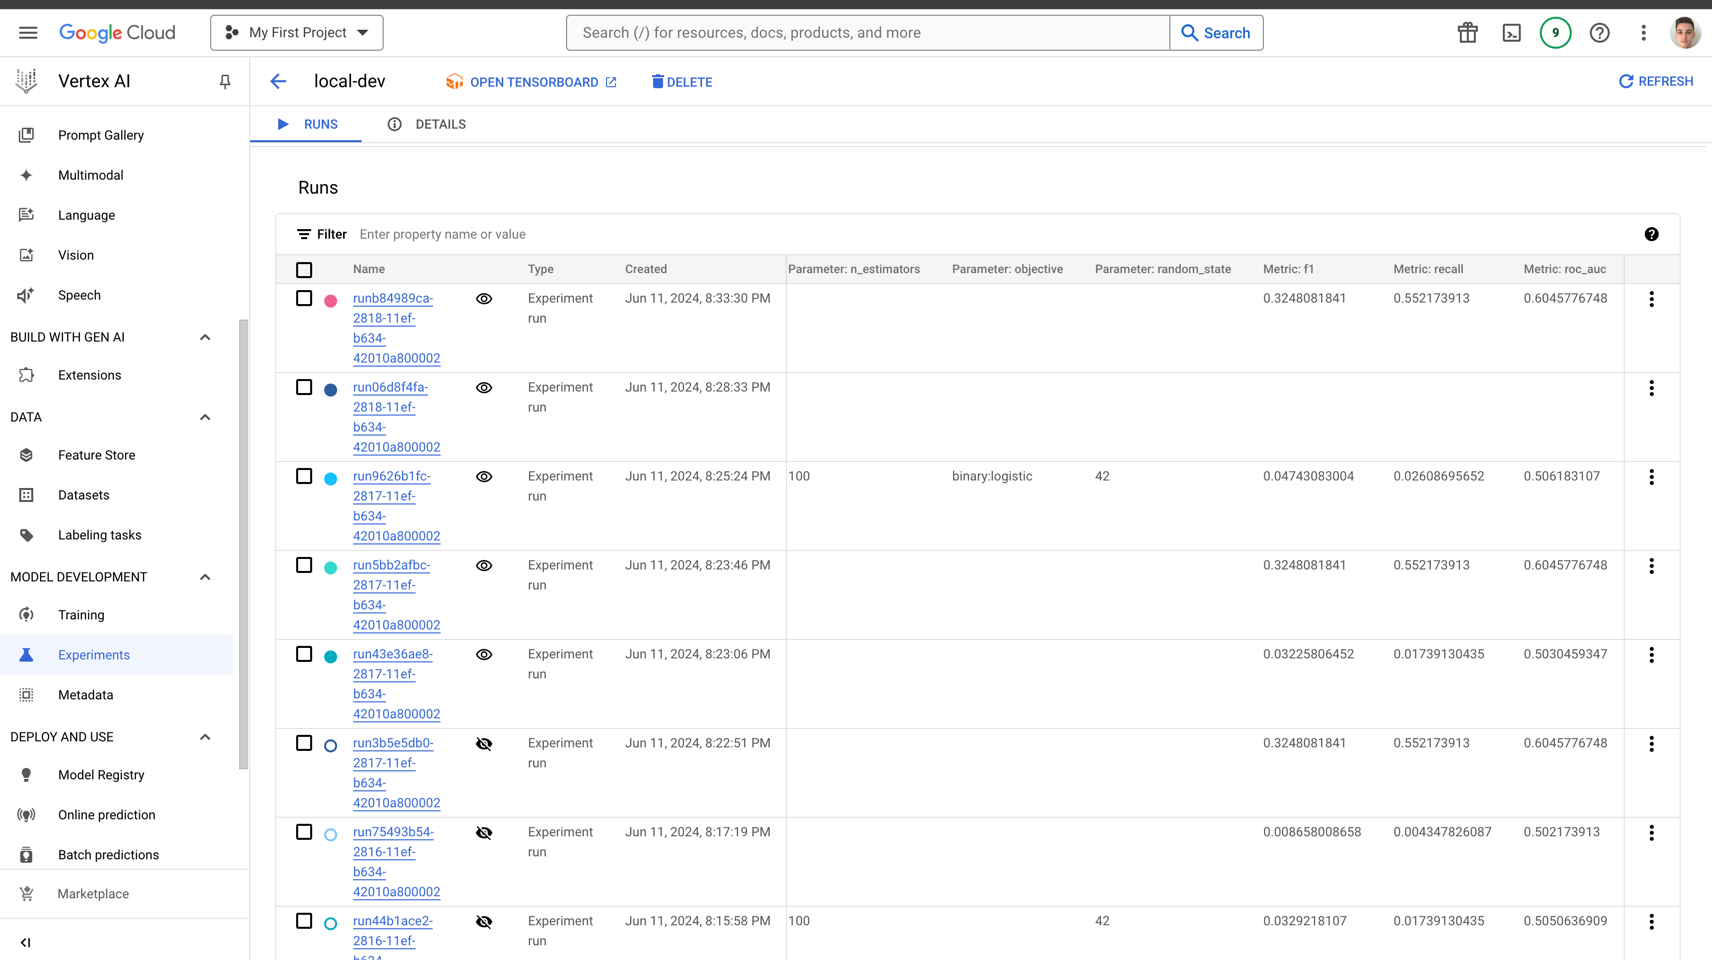 Google Cloud
My First Project
Search (/) for resources, docs, products, and more
Search
9
Vertex AI
local-dev
OPEN TENSORBOARD
DELETE
REFRESH
RUNS
DETAILS
Prompt Gallery
Multimodal
Language
Vision
Speech
BUILD WITH GEN AI
Extensions
DATA
Feature Store
Datasets
Labeling tasks
MODEL DEVELOPMENT
Training
Experiments
Metadata
DEPLOY AND USE
Model Registry
Online prediction
Batch predictions
Marketplace
Runs
Filter Enter property name or value
Name Type Created Parameter: n_estimators Parameter: objective Parameter: random_state Metric: f1 Metric: recall Metric: roc_auc
runb84989ca- Experiment Jun 11, 2024, 8:33:30 PM 0.3248081841 0.552173913 0.6045776748
2818-11ef- run
b634-
42010a800002
run06d8f4fa- Experiment Jun 11, 2024, 8:28:33 PM
2818-11ef- run
b634-
42010a800002
run9626b1fc- Experiment Jun 11, 2024, 8:25:24 PM 100 binary:logistic 42 0.04743083004 0.02608695652 0.506183107
2817-11ef- run
b634-
42010a800002
run5bb2afbc- Experiment Jun 11, 2024, 8:23:46 PM 0.3248081841 0.552173913 0.6045776748
2817-11ef- run
b634-
42010a800002
run43e36ae8- Experiment Jun 11, 2024, 8:23:06 PM 0.03225806452 0.01739130435 0.5030459347
2817-11ef- run
b634-
42010a800002
run3b5e5db0- Experiment Jun 11, 2024, 8:22:51 PM 0.3248081841 0.552173913 0.6045776748
2817-11ef- run
b634-
42010a800002
run75493b54- Experiment Jun 11, 2024, 8:17:19 PM 0.008658008658 0.004347826087 0.502173913
2816-11ef- run
b634-
42010a800002
run44b1ace2- Experiment Jun 11, 2024, 8:15:58 PM 100 42 0.0329218107 0.01739130435 0.5050636909
2816-11ef- run
b634-